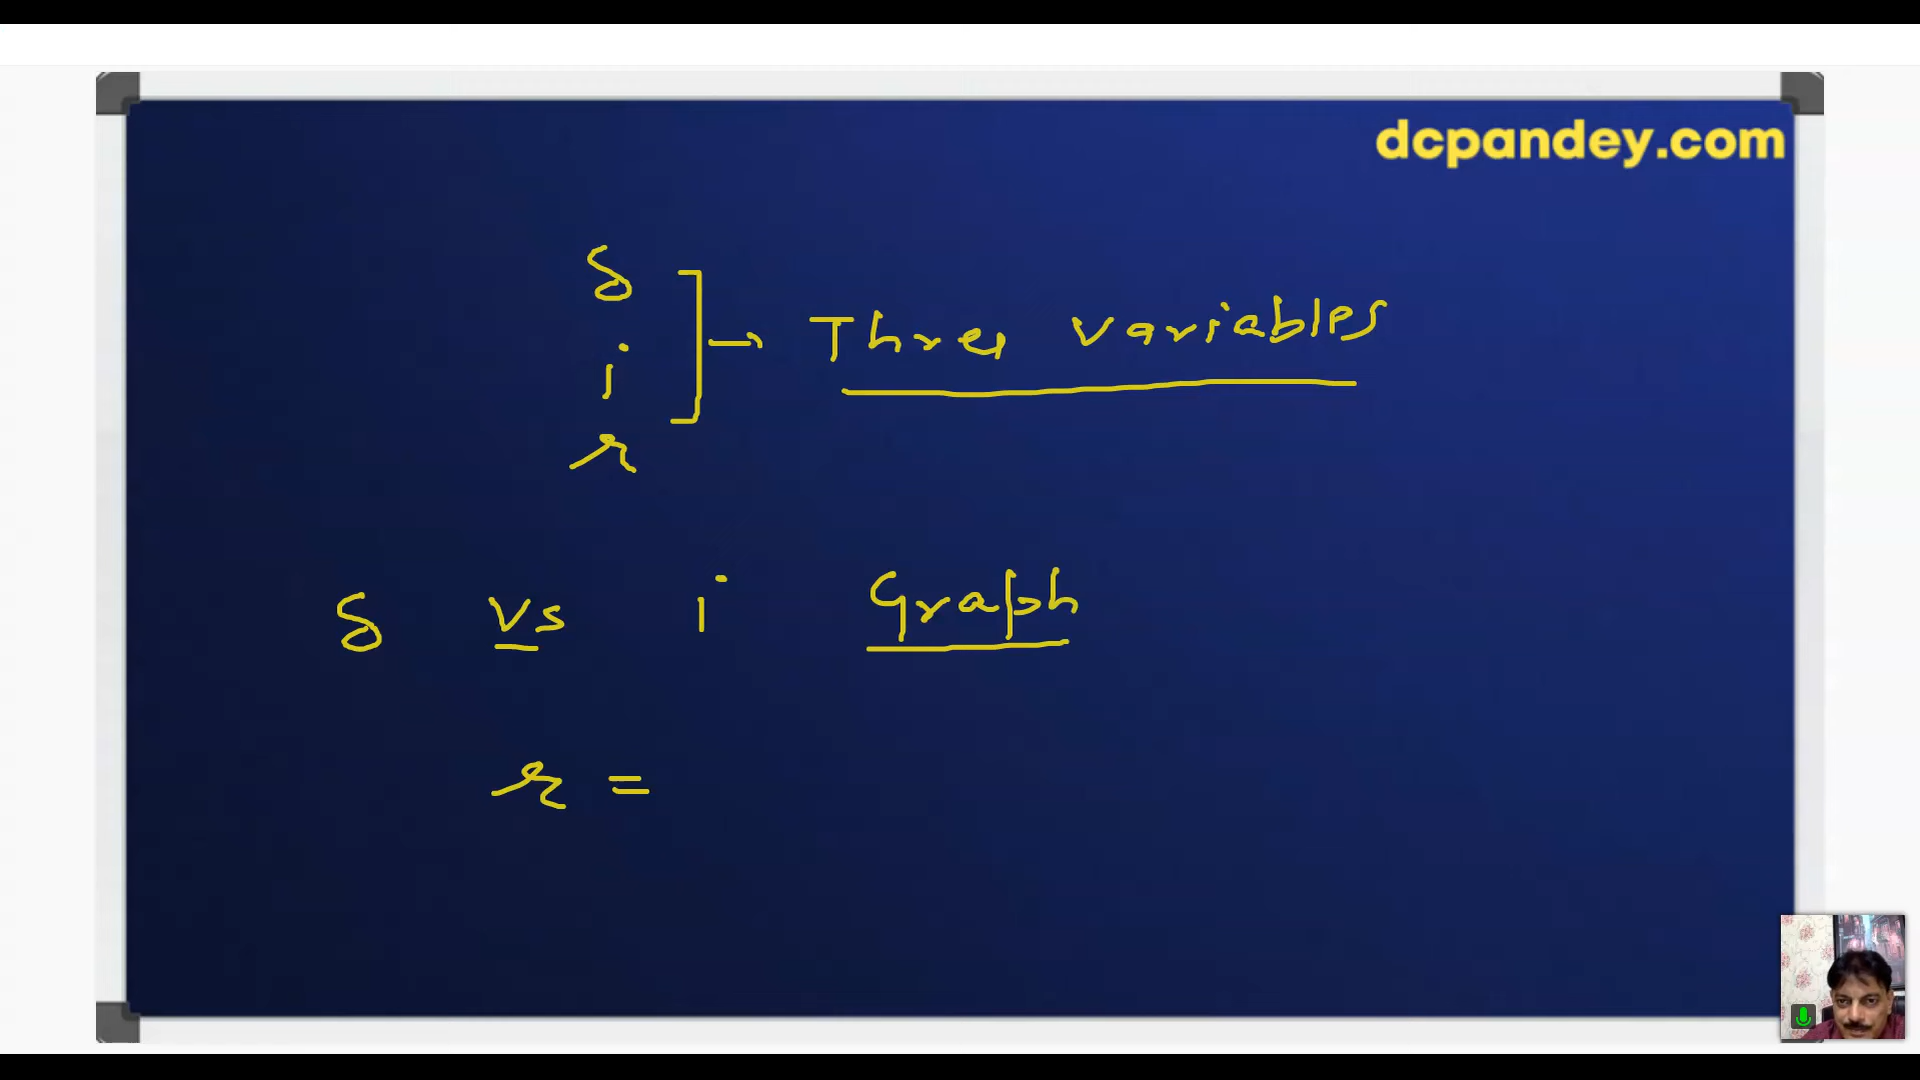 dcpandey.com
δ
i → Three variables
r
δ vs i Graph
r =